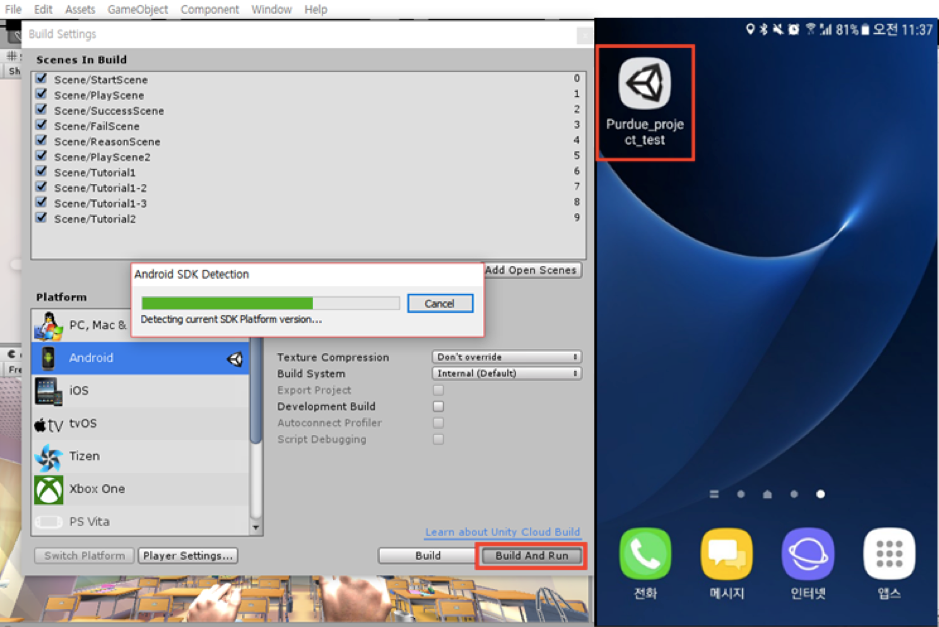 File Edit Assets GameObject Component Window Help
Build Settings
Scenes In Build
Scene/StartScene 0
Scene/PlayScene 1
Scene/SuccessScene 2
Scene/FailScene 3
Scene/ReasonScene 4
Scene/PlayScene2 5
Scene/Tutorial1 6
Scene/Tutorial1-2 7
Scene/Tutorial1-3 8
Scene/Tutorial2 9
Add Open Scenes
Android SDK Detection
Cancel
Detecting current SDK Platform version...
Platform
PC, Mac &
Android
iOS
tv tvOS
Tizen
Xbox One
PS Vita
Texture Compression Don't override
Build System Internal (Default)
Export Project
Development Build
Autoconnect Profiler
Script Debugging
Learn about Unity Cloud Build
Switch Platform Player Settings... Build Build And Run
81% 오전 11:37
Purdue_proje
ct_test
전화 메시지 인터넷 앱스